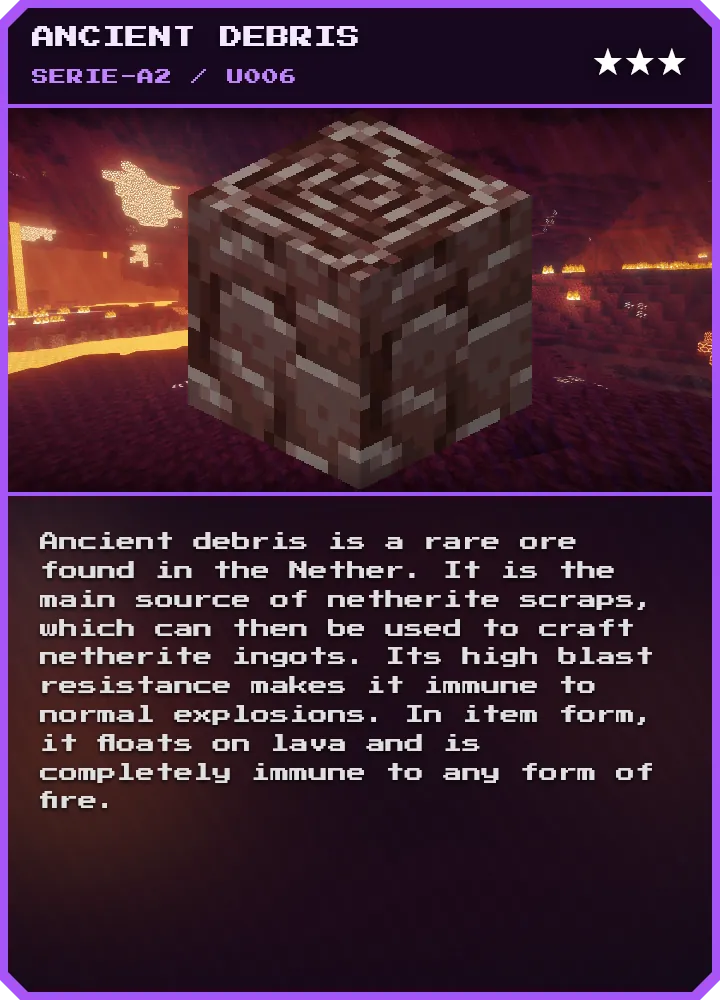 ANCIENT DEBRIS
SERIE-A2 / U006
★★★
Ancient debris is a rare ore
found in the Nether. It is the
main source of netherite scraps,
which can then be used to craft
netherite ingots. Its high blast
resistance makes it immune to
normal explosions. In item form,
it floats on lava and is
completely immune to any form of
fire.